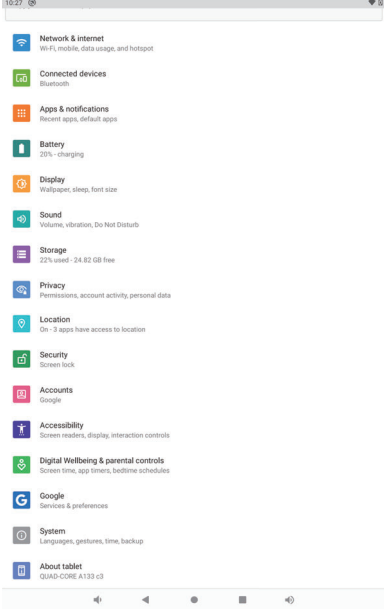 10:27
Network & internet
Wi-Fi, mobile, data usage, and hotspot
Connected devices
Bluetooth
Apps & notifications
Recent apps, default apps
Battery
20% - charging
Display
Wallpaper, sleep, font size
Sound
Volume, vibration, Do Not Disturb
Storage
22% used - 24.82 GB free
Privacy
Permissions, account activity, personal data
Location
On - 3 apps have access to location
Security
Screen lock
Accounts
Google
Accessibility
Screen readers, display, interaction controls
Digital Wellbeing & parental controls
Screen time, app timers, bedtime schedules
G
Google
Services & preferences
System
Languages, gestures, time, backup
About tablet
QUAD-CORE A133 c3